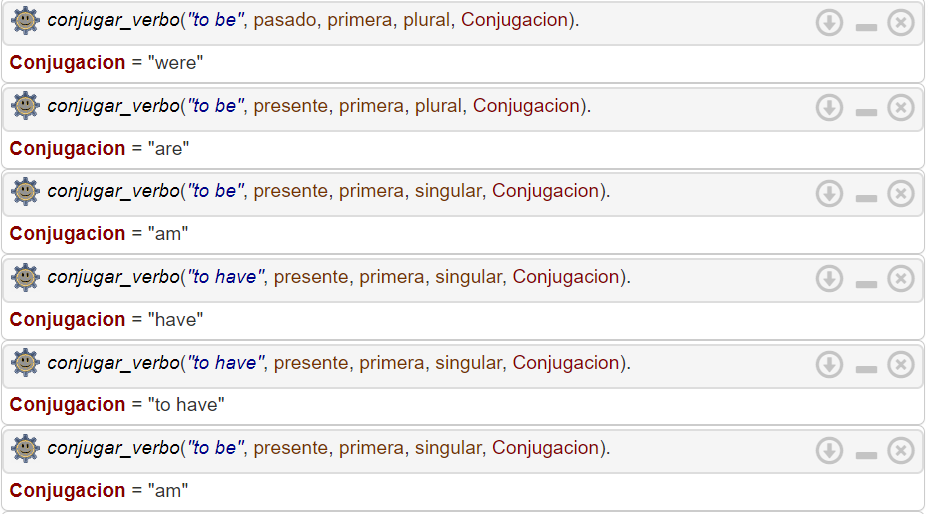 conjugar_verbo("to be", pasado, primera, plural, Conjugacion).
Conjugacion = "were"
conjugar_verbo("to be", presente, primera, plural, Conjugacion).
Conjugacion = "are"
conjugar_verbo("to be", presente, primera, singular, Conjugacion).
Conjugacion = "am"
conjugar_verbo("to have", presente, primera, singular, Conjugacion).
Conjugacion = "have"
conjugar_verbo("to have", presente, primera, singular, Conjugacion).
Conjugacion = "to have"
conjugar_verbo("to be", presente, primera, singular, Conjugacion).
Conjugacion = "am"